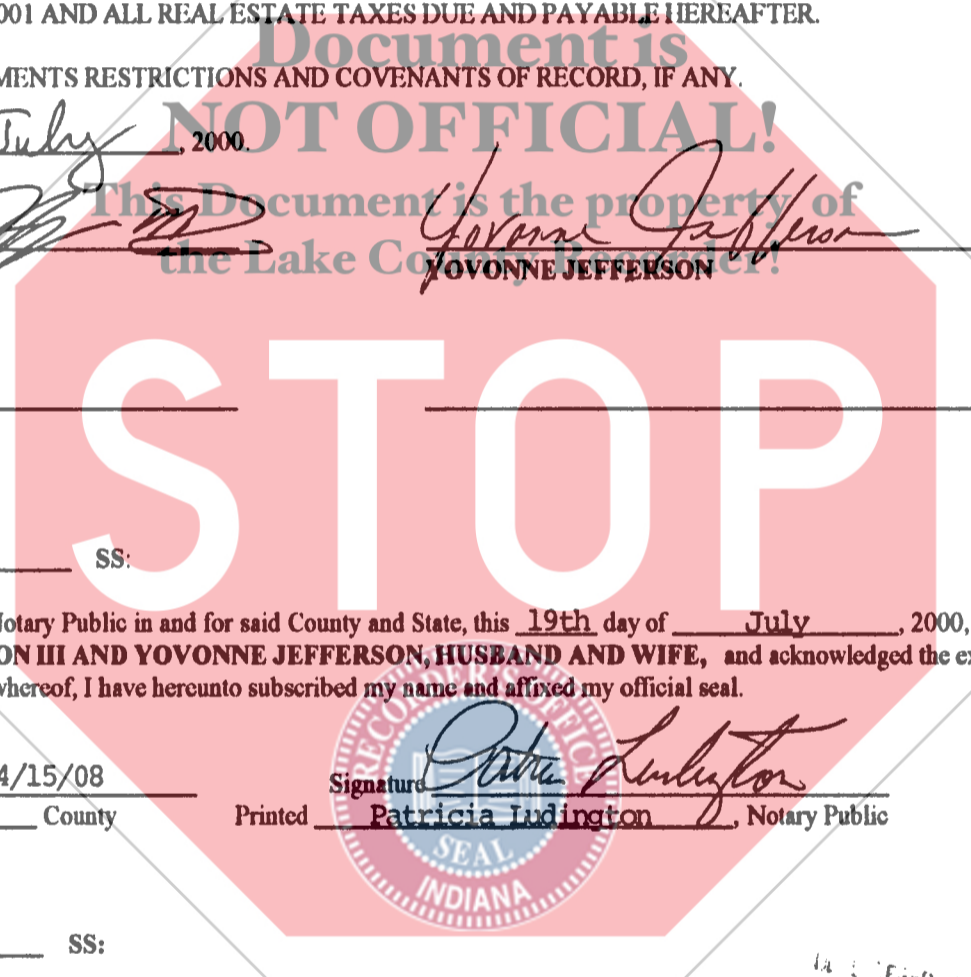 001 AND ALL REAL ESTATE TAXES DUE AND PAYABLE HEREAFTER.
Document is
MENTS RESTRICTIONS AND COVENANTS OF RECORD, IF ANY.
NOT OFFICIAL!
July, 2000.
This Document is the property of
Yovonne Jefferson
the Lake County Recorder!
YOVONNE JEFFERSON
STOP
SS:
Notary Public in and for said County and State, this 19th day of July, 2000,
ON III AND YOVONNE JEFFERSON, HUSBAND AND WIFE, and acknowledged the ex
whereof, I have hereunto subscribed my name and affixed my official seal.
RECORDER'S OFFICE
4/15/08 Signature Patricia Ludington
County Printed Patricia Ludington, Notary Public
SEAL
INDIANA
SS: